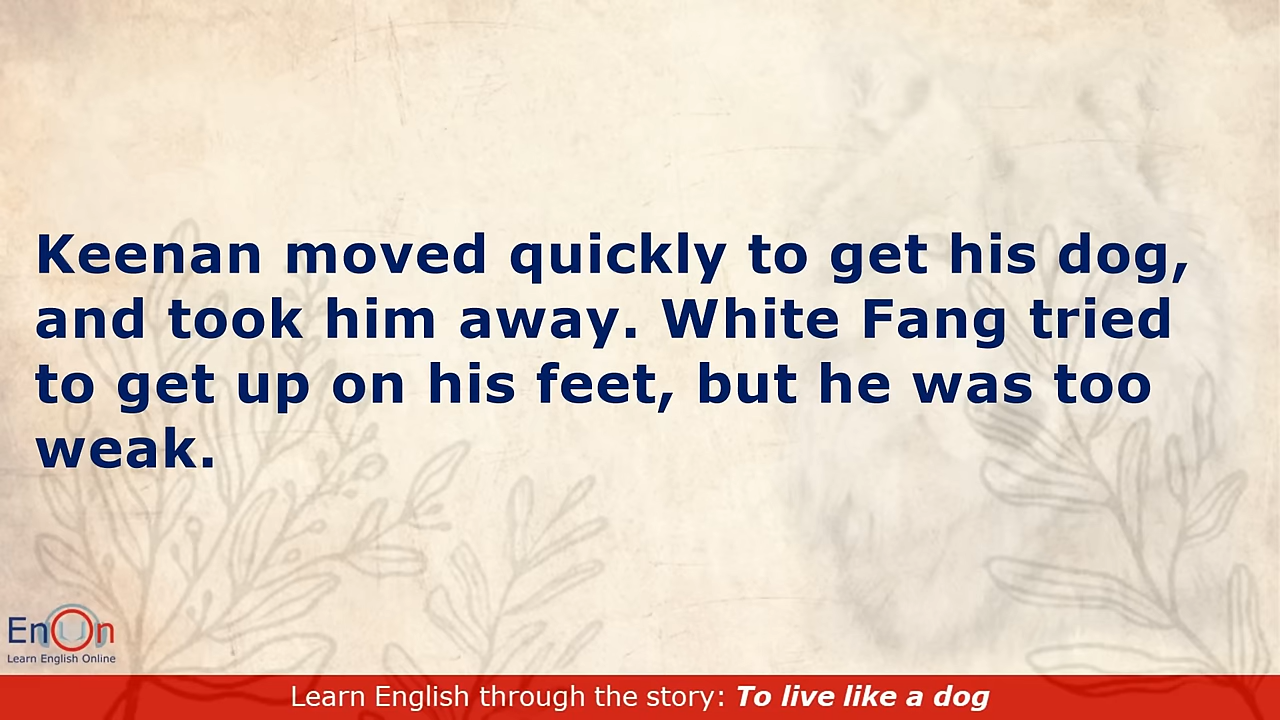 Keenan moved quickly to get his dog,
and took him away. White Fang tried
to get up on his feet, but he was too
weak.
EnOn
Learn English Online
Learn English through the story: To live like a dog